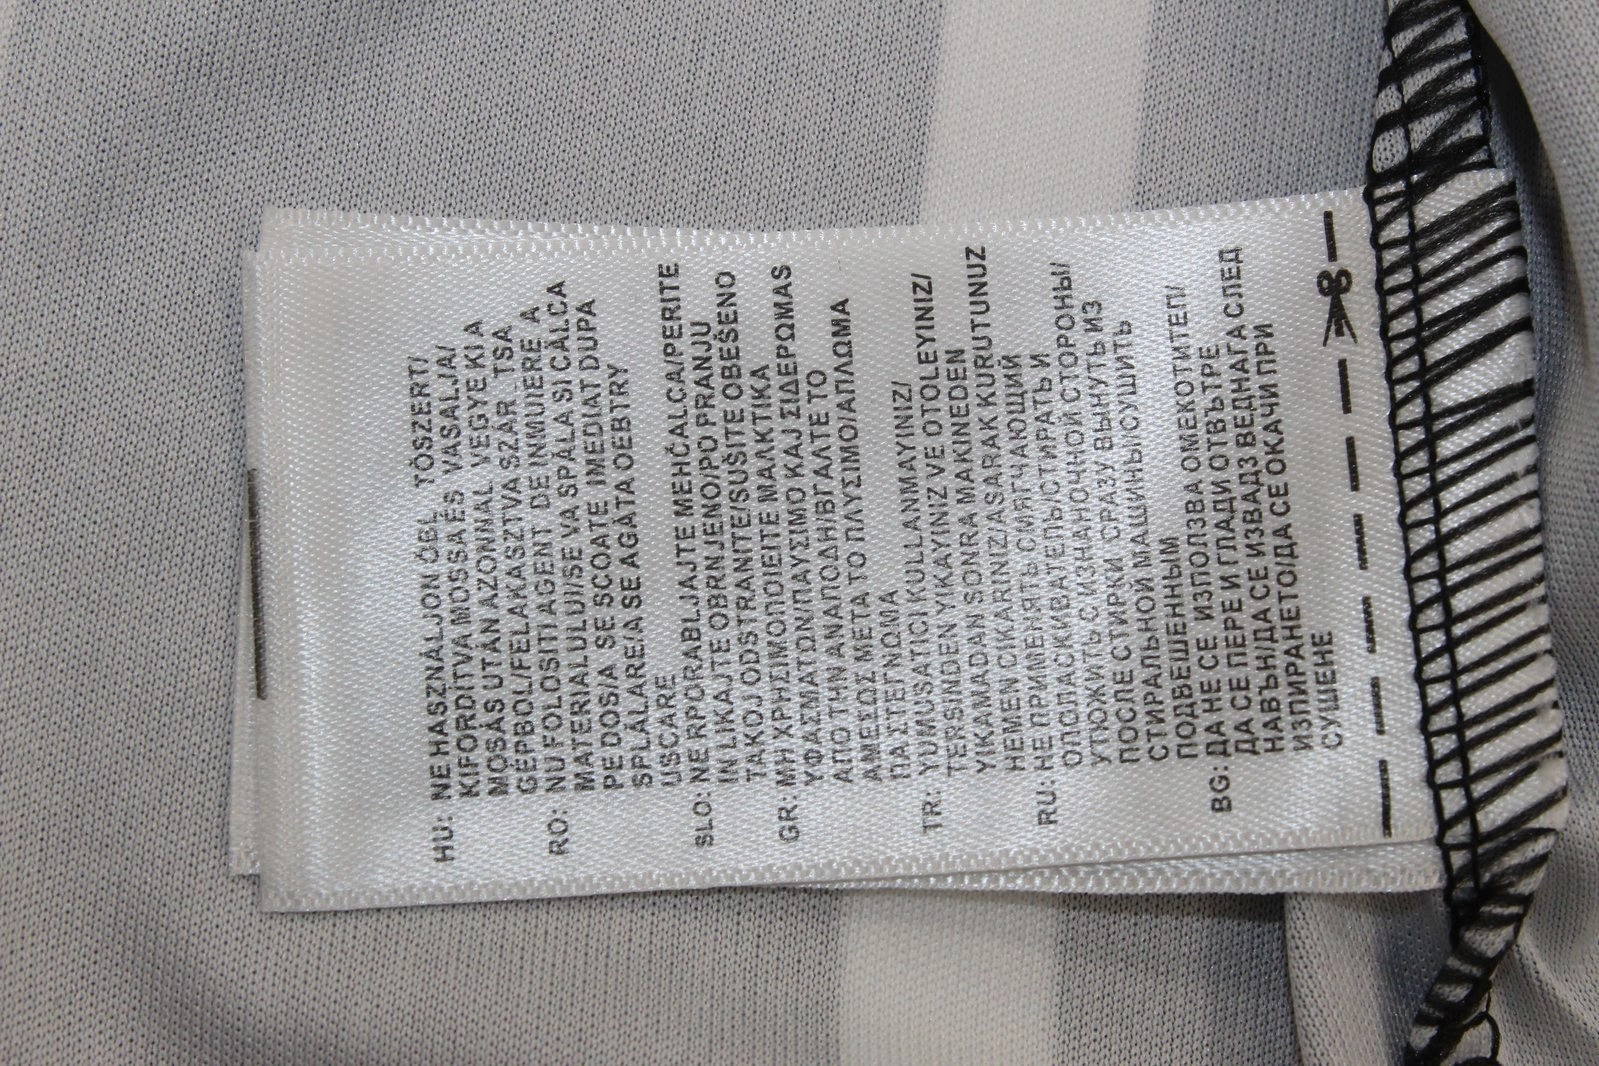 HU: NE HASZNÁLJON ÖBL. TÖSZERT/
KIFORDÍTVA MOSSA ÉS VASALJA/
MOSÁS UTÁN AZONNAL VEGYE KI A
GÉPBOL/FELAKASZTVA SZÁR. TSA
RO: NU FOLOSITI AGENT DE INMUIERE A
MATERIALULUI/SE VA SPĂLA SI CĂLCA
PE DOSIA SE SCOATE IMEDIAT DUPA
SPLĂLARE/A SE AGĂTA OEBTRY
USCARE
SLO: NE RPORABLJAJTE MEHČALCA/PERITE
IN LIKAJTE OBRNJENO/PO PRANJU
TAKOJ ODSTRANITE/SUŠITE OBEŠENO
GR: MH ΧΡΗΣΙΜΟΠΟΙΕΙΤΕ ΜΑΛΚΤΙΚΑ
ΥΦΑΣΜΑΤΩΝ/ΠΛΥΣΙΜΟ ΚΑJ ΣΙΔΕΡΩΜΑS
ΑΠΟ ΤΗΝ ΑΝΑΠΟΔΗ/ΒΓΑΛΤΕ ΤΟ
ΑΜΕΣΩΣ ΜΕΤΑ ΤΟ ΠΛΥΣΙΜΟ/ΑΠΛΩΜΑ
ΓΙΑ ΣΤΕΓΝΩΜΑ
TR: YUMUSATICI KULLANMAYINIZ/
TERSINDEN YIKAYINIZ VE OTOLEYINIZ/
YIKAMADAN SONRA MAKINEDEN
HEMEN CIKARINIZ/ASARAK KURUTUNUZ
RU: НЕ ПРИМЕНЯТЬ СМЯГЧАЮЩИЙ
ОПОЛАСКИВАТЕЛЬ/СТИРАТЬ И
УТЮЖИТЬ С ИЗНАНОЧНОЙ СТОРОНЫ/
ПОСЛЕ СТИРКИ СРАЗУ ВЫНУТЬ ИЗ
СТИРАЛЬНОЙ МАШИНЫ/СУШИТЬ
ПОДВЕШЕННЫМ
BG: ДА НЕ СЕ ИЗПОЛЗВА ОМЕКОТИТЕЛ/
ДА СЕ ПЕРЕ И ГЛАДИ ОТВЪТРЕ
НАВЪН/ДА СЕ ИЗВАДЗ ВЕДНАГА СЛЕД
ИЗПИРАНЕТО/ДА СЕ ОКАЧИ ПРИ
СУШЕНЕ